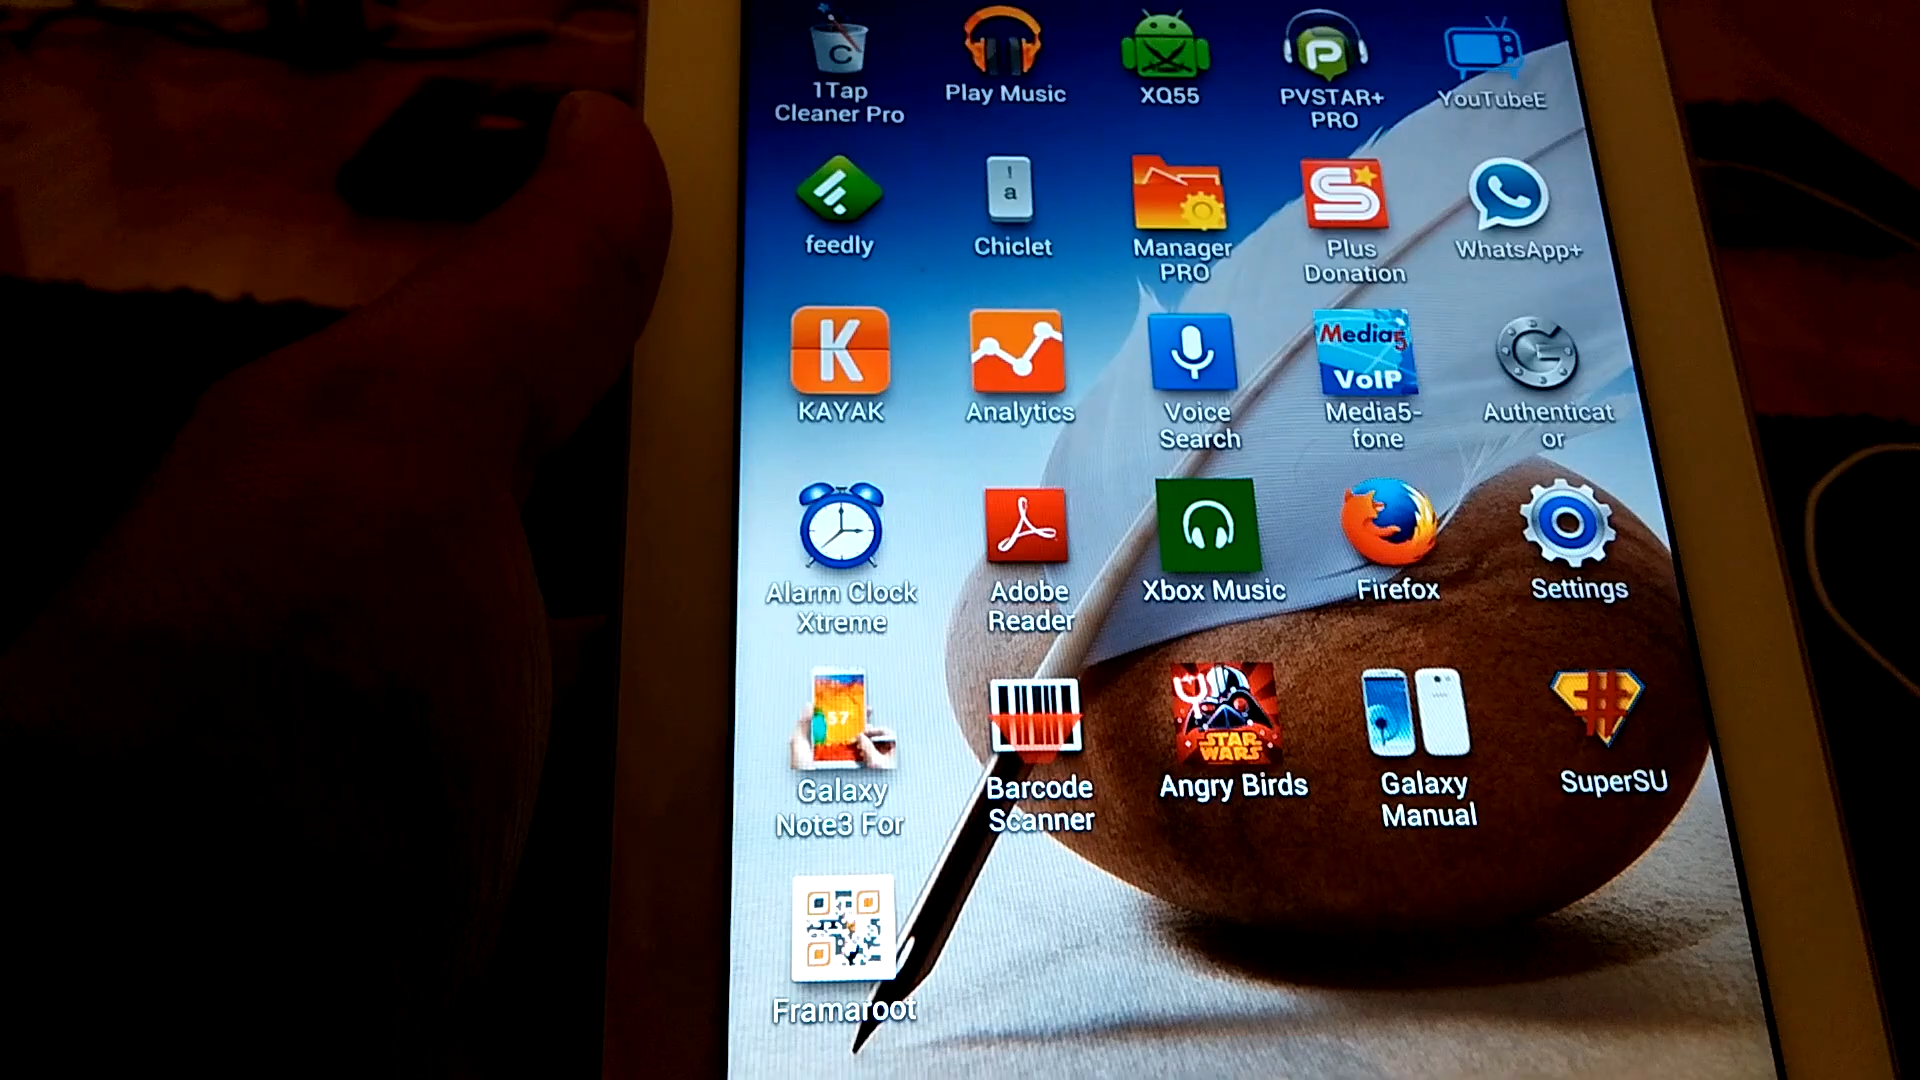 1Tap
Cleaner Pro
Play Music
XQ55
PVSTAR+
PRO
YouTubeE
feedly
! a
Chiclet
Manager
PRO
S
Plus
Donation
WhatsApp+
K
KAYAK
Analytics
Voice
Search
Media5
VoIP
Media5-
fone
Authenticat
or
Alarm Clock
Xtreme
Adobe
Reader
Xbox Music
Firefox
Settings
Galaxy
Note3 For
Barcode
Scanner
STAR
WARS
Angry Birds
Galaxy
Manual
#
SuperSU
Framaroot